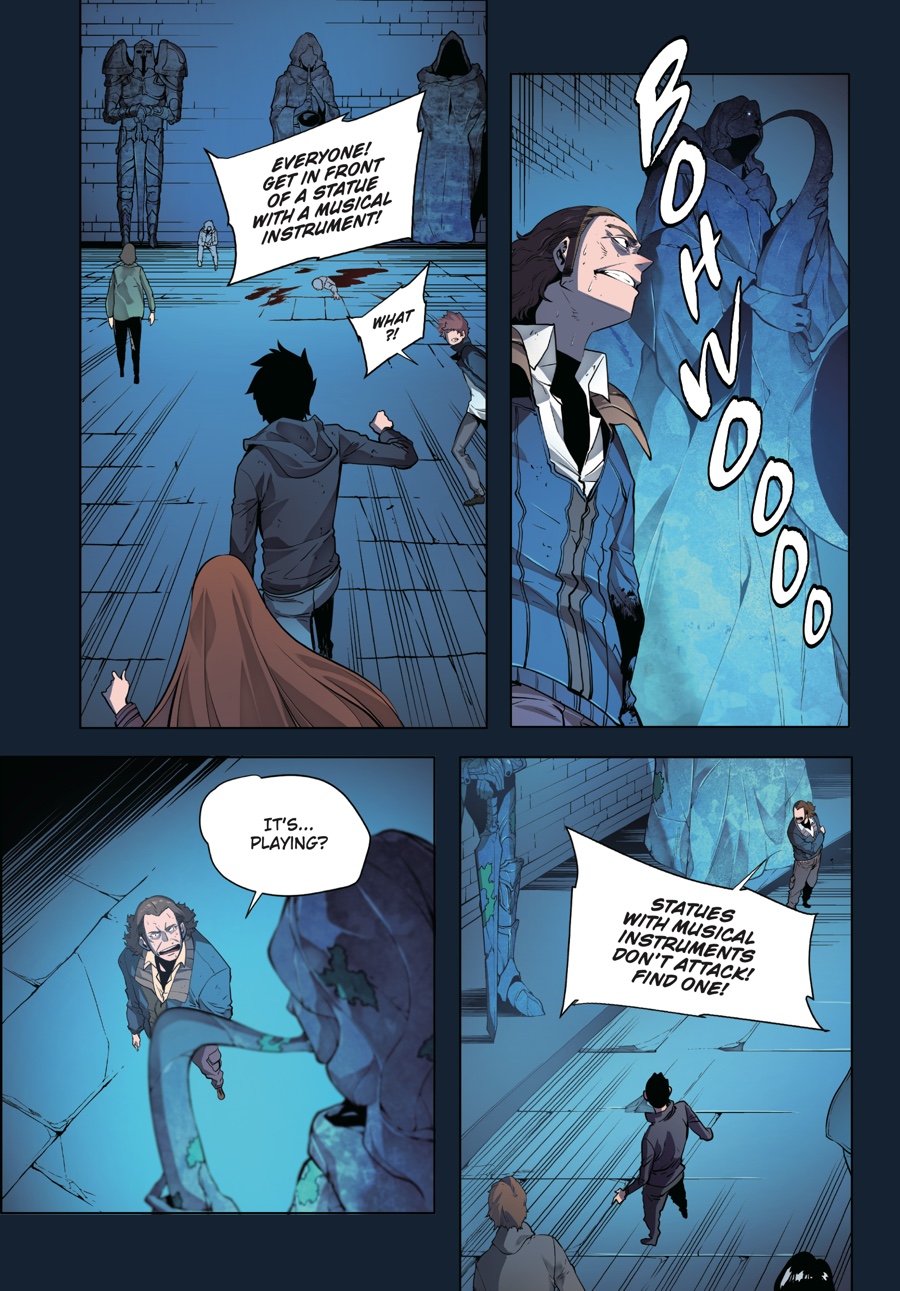 EVERYONE!
GET IN FRONT
OF A STATUE
WITH A MUSICAL
INSTRUMENT!
WHAT
?!
BOHWOOOO
IT'S...
PLAYING?
STATUES
WITH MUSICAL
INSTRUMENTS
DON'T ATTACK!
FIND ONE!